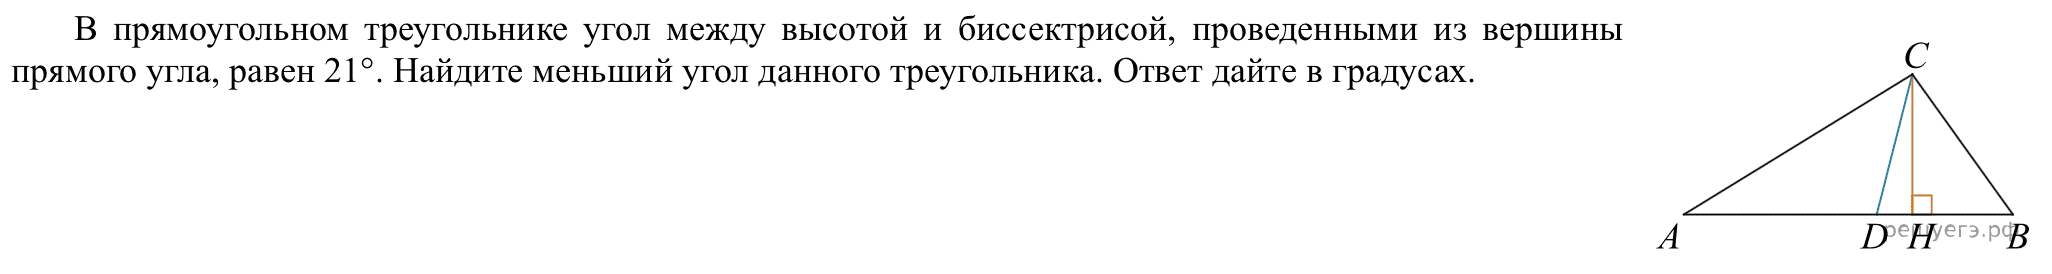 В прямоугольном треугольнике угол между высотой и биссектрисой, проведенными из вершины
прямого угла, равен 21°. Найдите меньший угол данного треугольника. Ответ дайте в градусах.
C
A D H B
решуегэ.рф